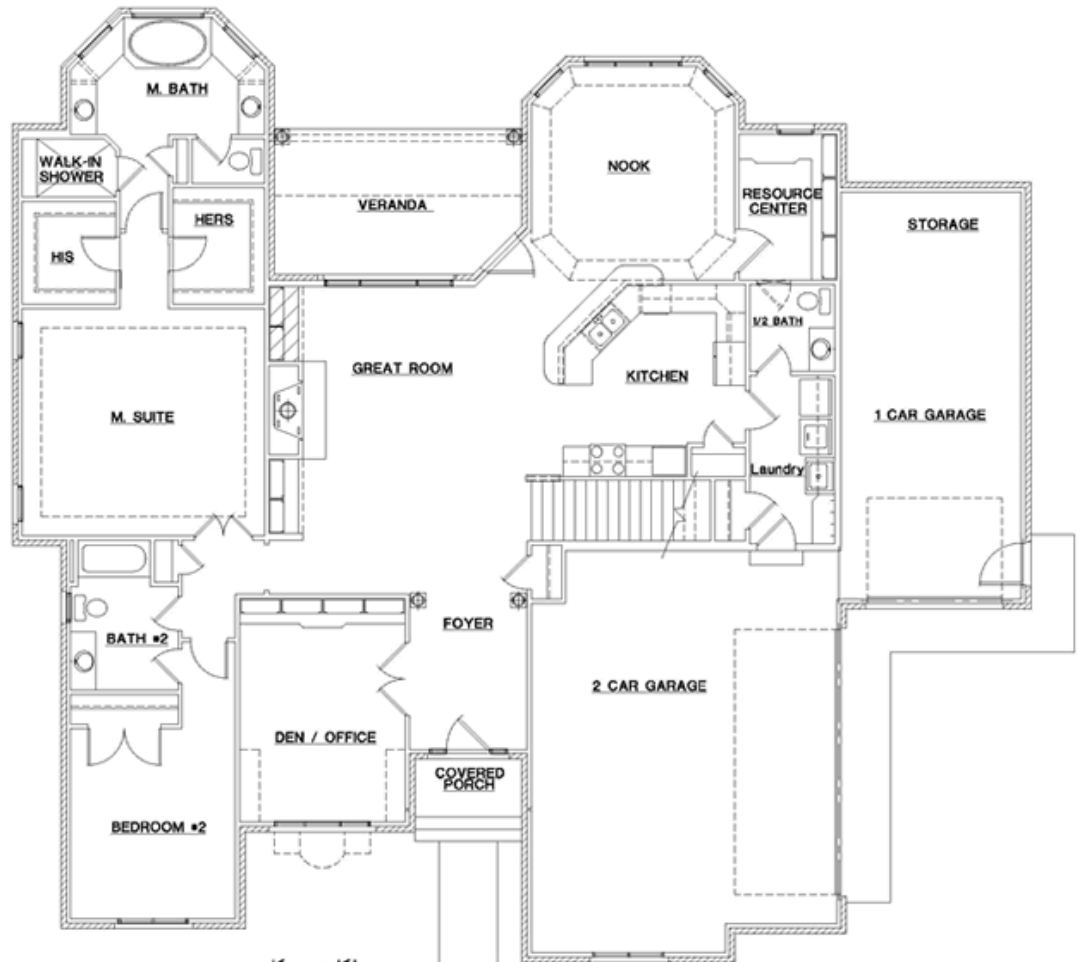 M. BATH
WALK-IN
SHOWER
HERS
HIS
VERANDA
NOOK
RESOURCE
CENTER
STORAGE
1/2 BATH
GREAT ROOM
KITCHEN
M. SUITE
1 CAR GARAGE
Laundry
FOYER
BATH #2
2 CAR GARAGE
DEN / OFFICE
COVERED
PORCH
BEDROOM #2